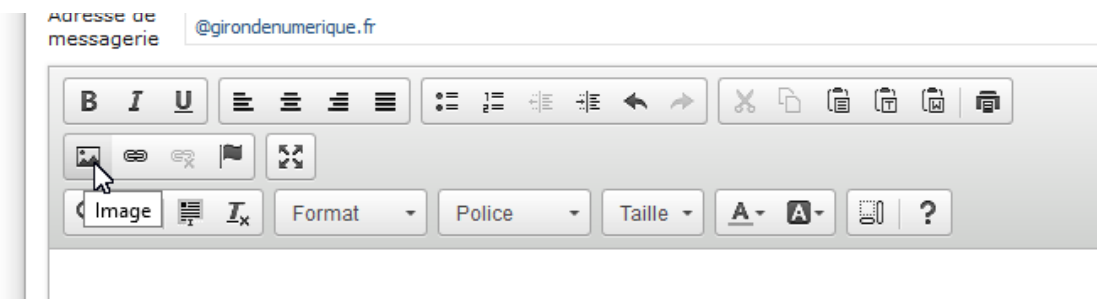 Adresse de
messagerie
@girondenumerique.fr
B I U
Image
Format
Police
Taille
A
A
?